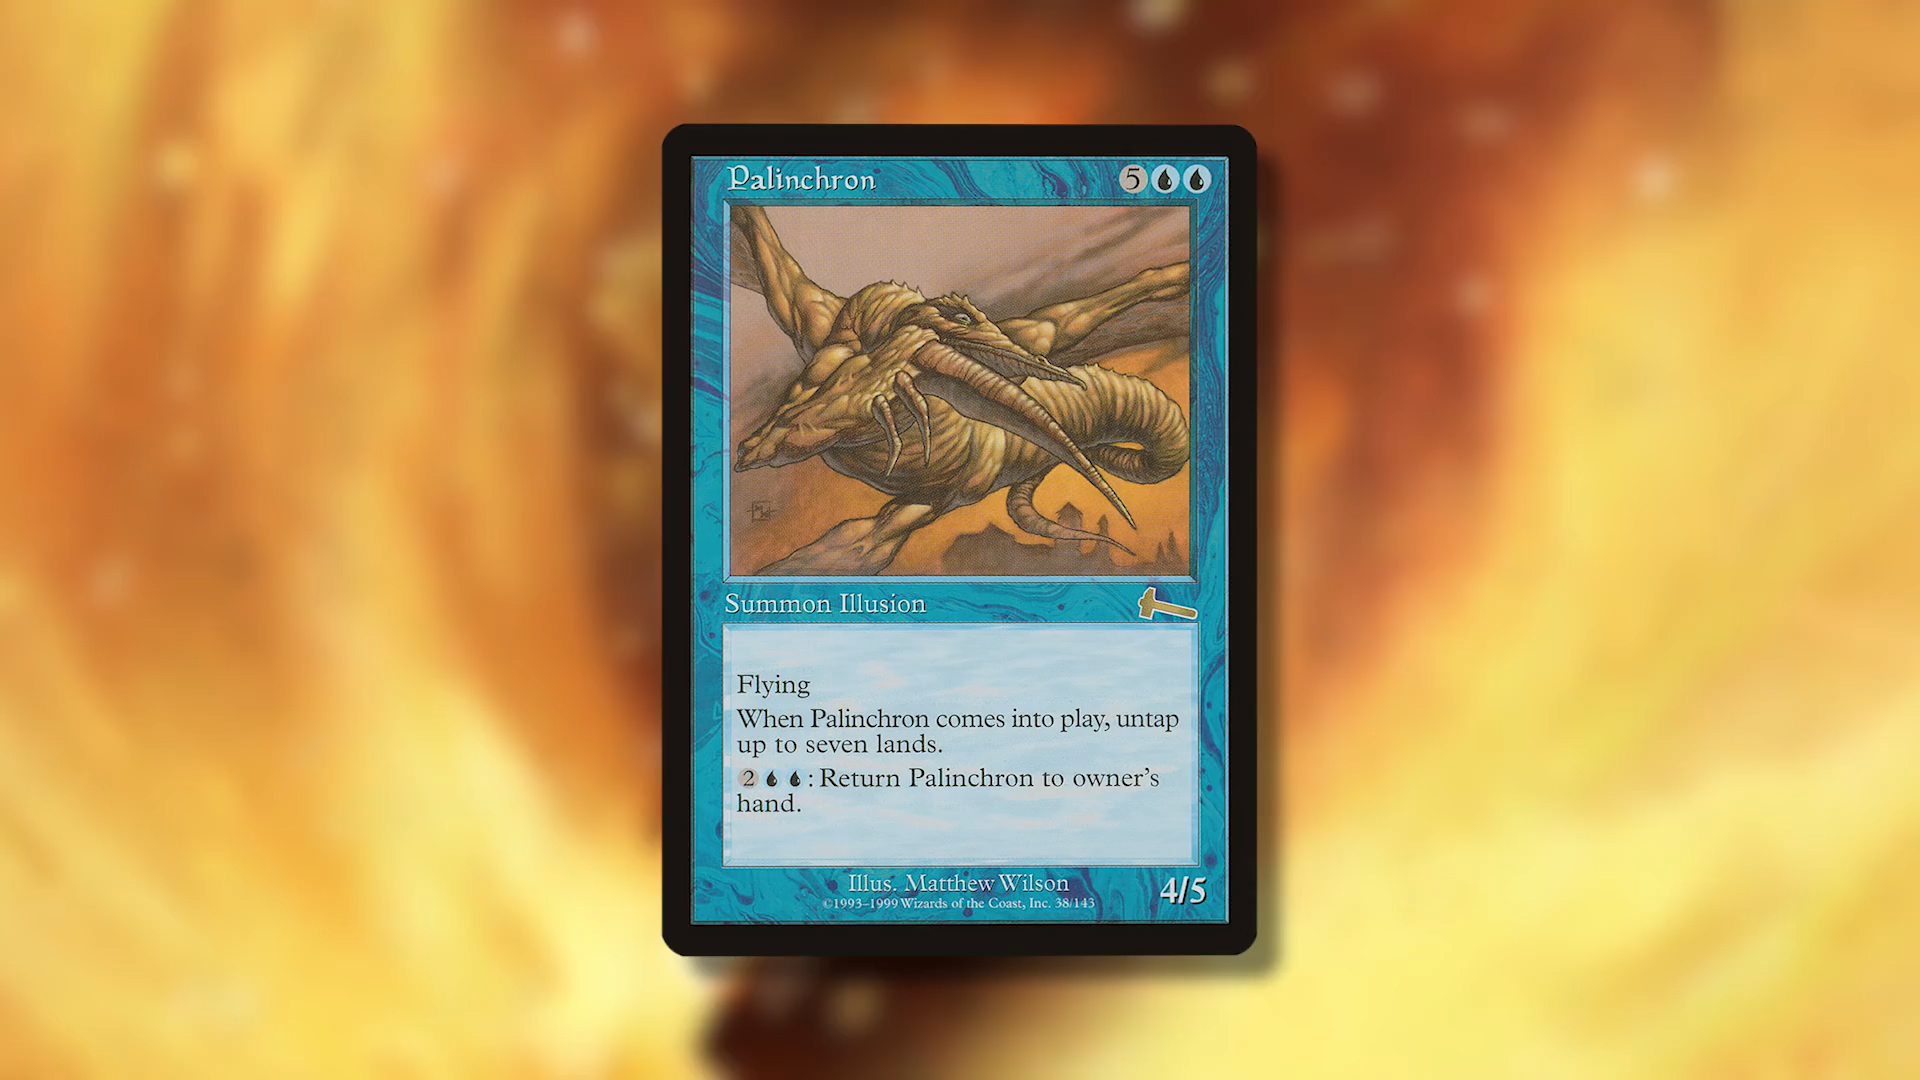 Palinchron
5
Summon Illusion
Flying
When Palinchron comes into play, untap
up to seven lands.
2 : Return Palinchron to owner's
hand.
Illus. Matthew Wilson
4/5
©1993–1999 Wizards of the Coast, Inc. 38/143